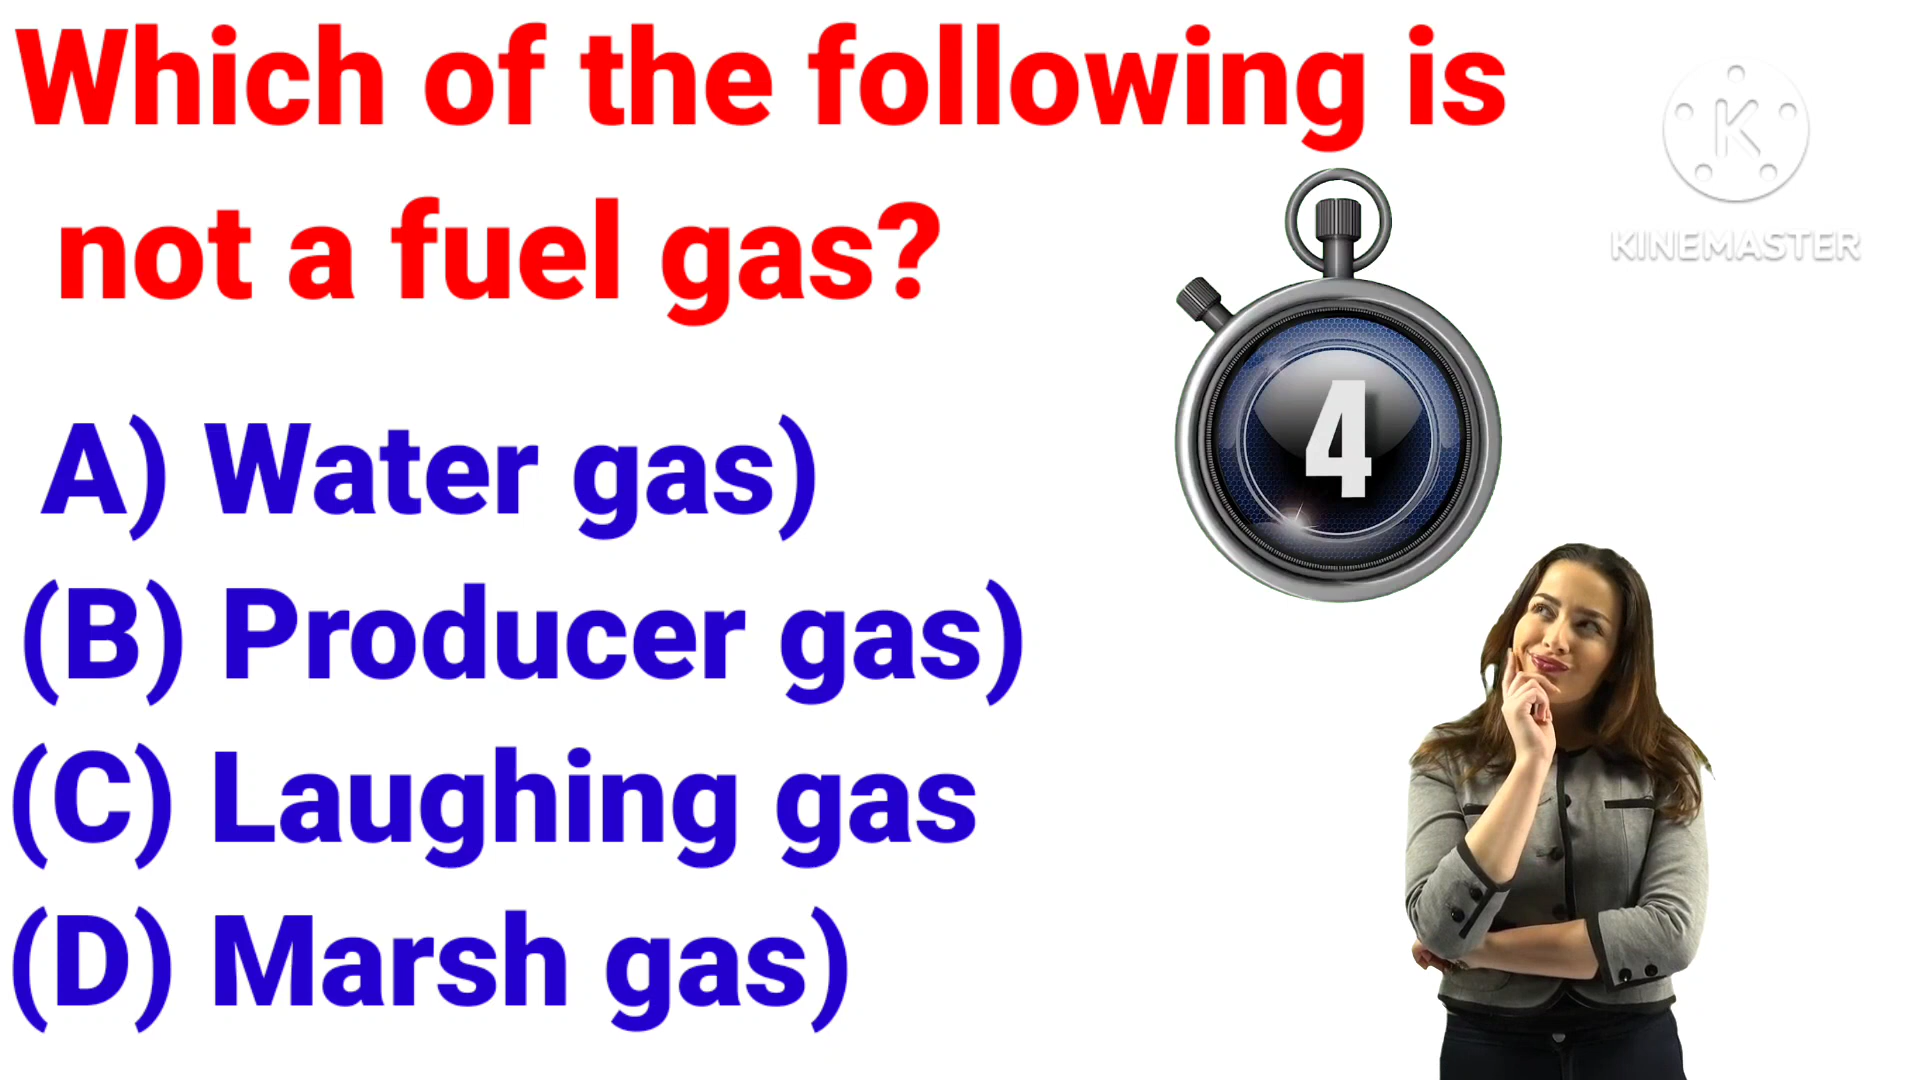 Which of the following is
not a fuel gas?
K
KINEMASTER
4
A) Water gas)
(B) Producer gas)
(C) Laughing gas
(D) Marsh gas)